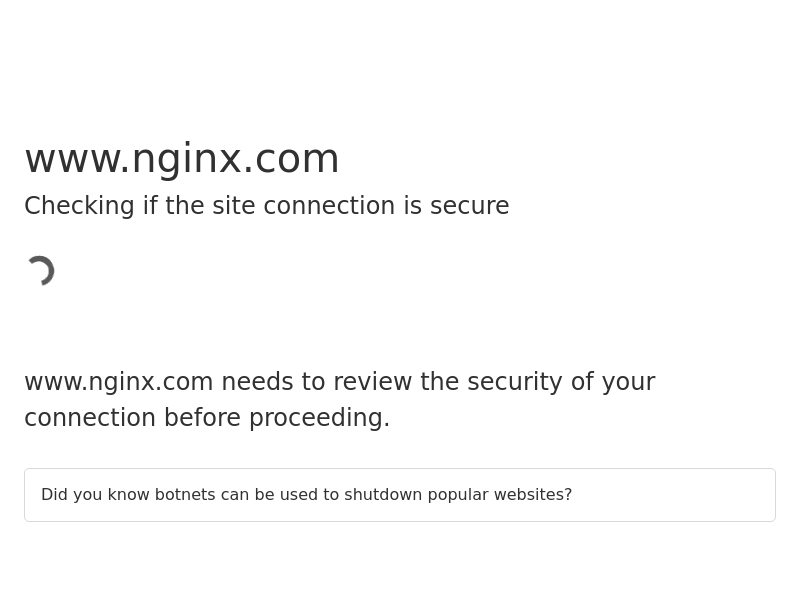 www.nginx.com
Checking if the site connection is secure
www.nginx.com needs to review the security of your
connection before proceeding.
Did you know botnets can be used to shutdown popular websites?